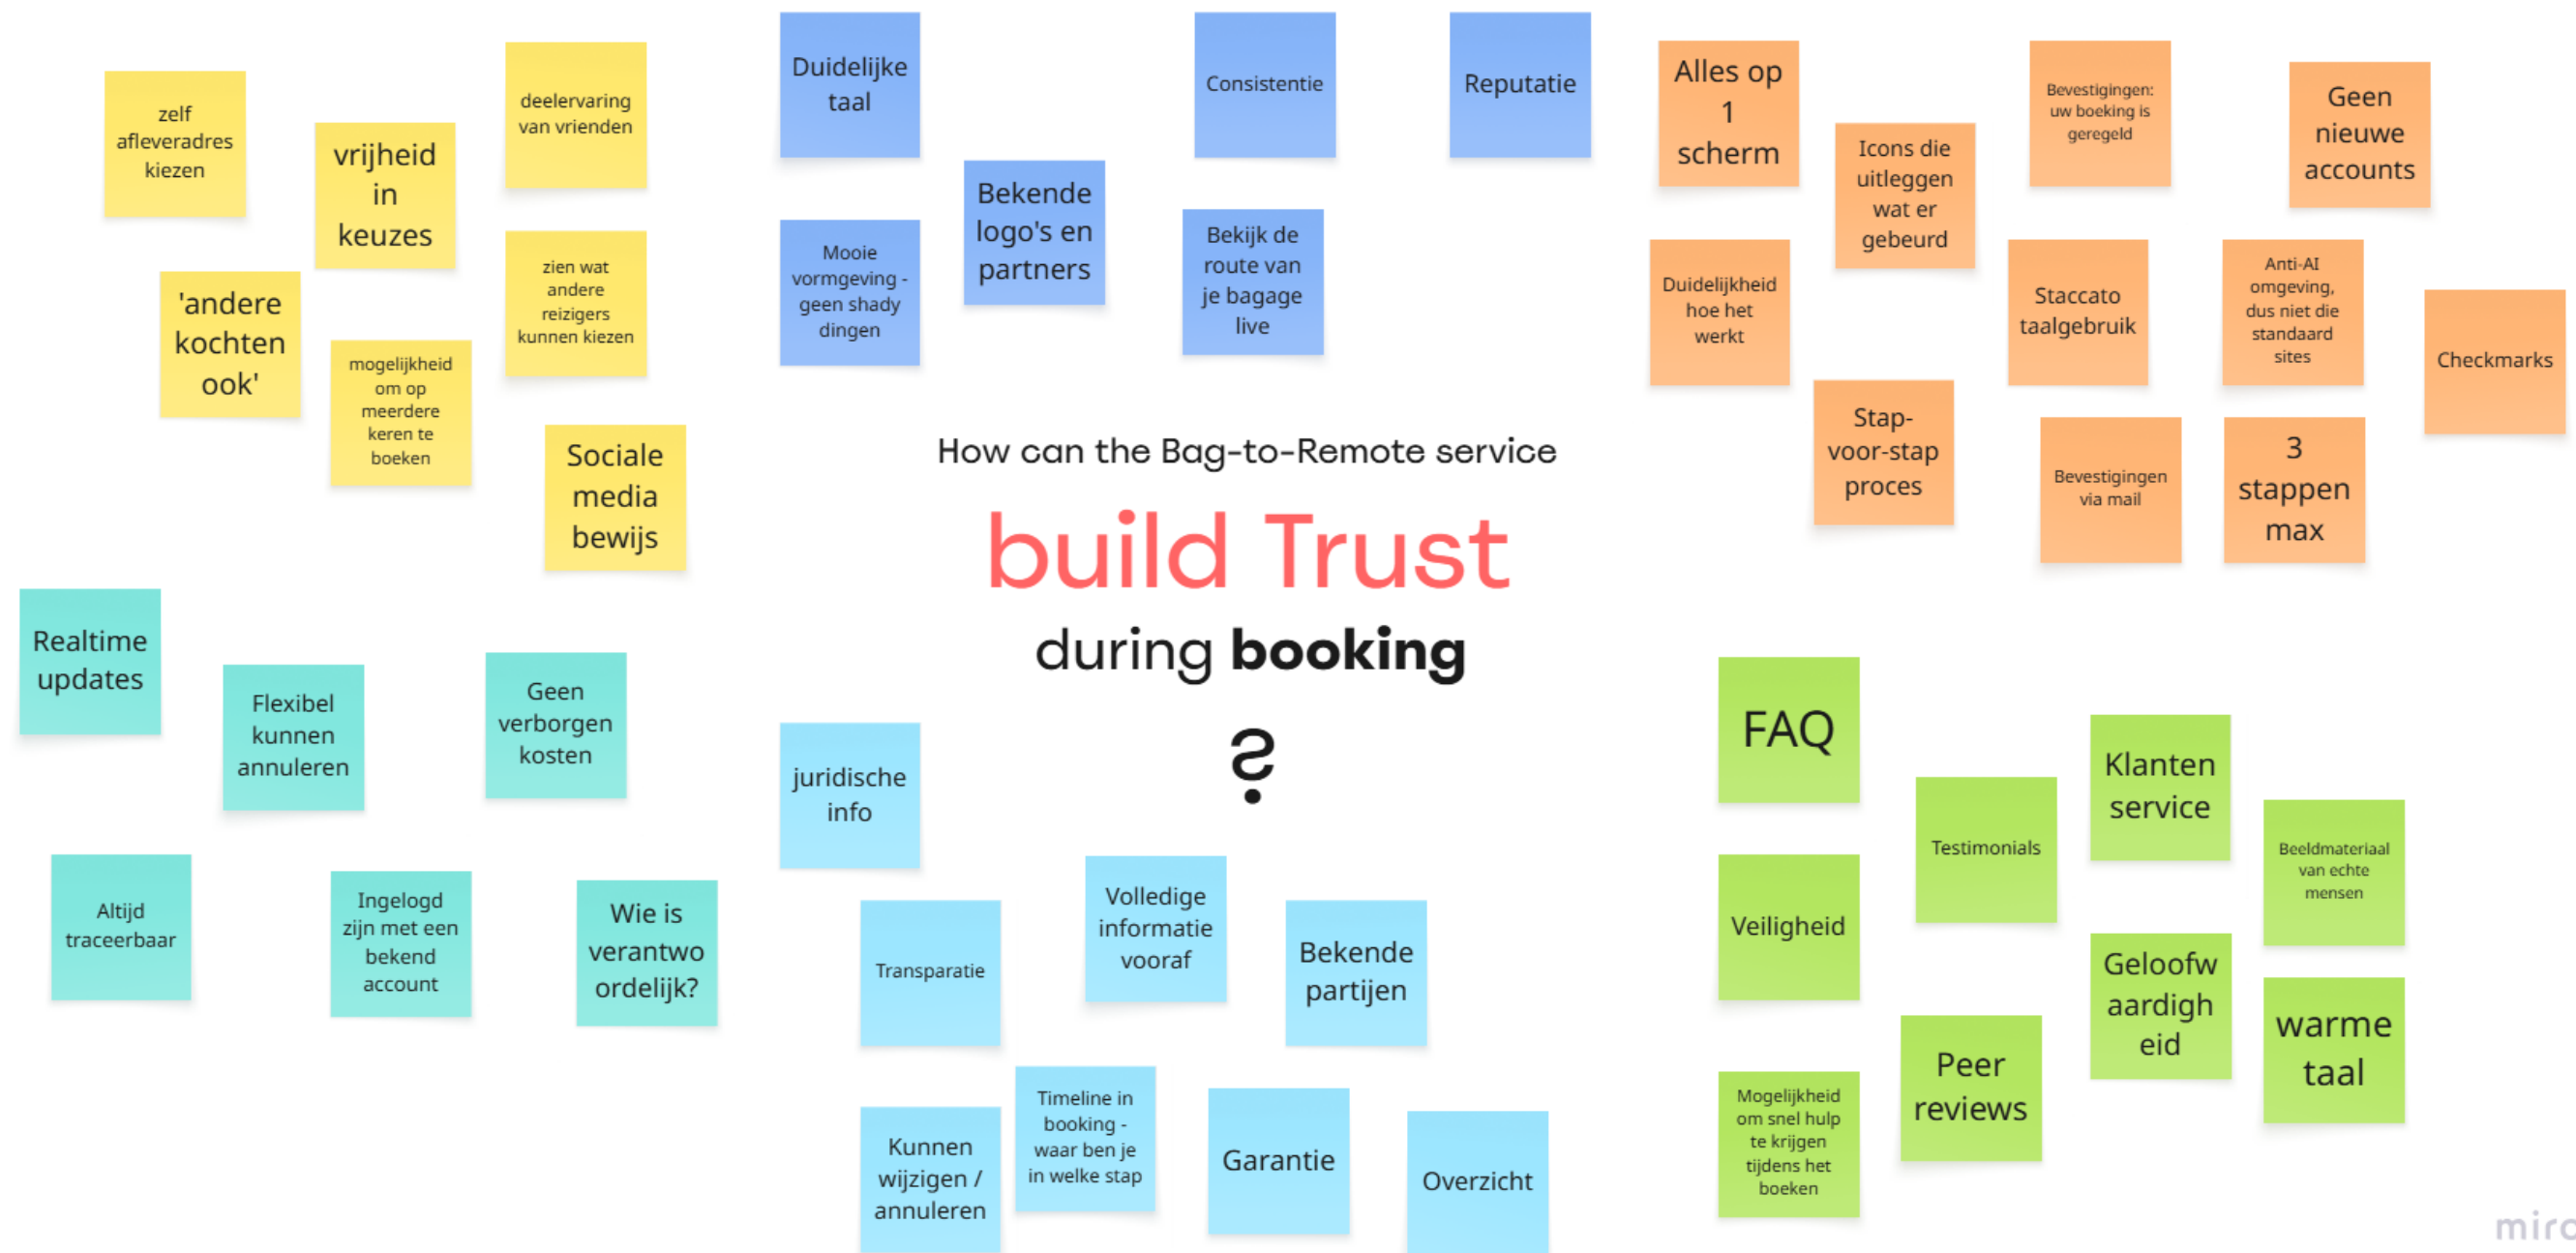 zelf
afleveradres
kiezen
vrijheid
in
keuzes
deelervaring
van vrienden
'andere
kochten
ook'
mogelijkheid
om op
meerdere
keren te
boeken
zien wat
andere
reizigers
kunnen kiezen
Sociale
media
bewijs
Duidelijke
taal
Consistentie
Reputatie
Mooie
vormgeving -
geen shady
dingen
Bekende
logo's en
partners
Bekijk de
route van
je bagage
live
Alles op
1
scherm
Icons die
uitleggen
wat er
gebeurd
Bevestigingen:
uw boeking is
geregeld
Geen
nieuwe
accounts
Duidelijkheid
hoe het
werkt
Staccato
taalgebruik
Anti-AI
omgeving,
dus niet die
standaard
sites
Checkmarks
Stap-
voor-stap
proces
Bevestigingen
via mail
3
stappen
max
How can the Bag-to-Remote service
build Trust
during booking
?
Realtime
updates
Flexibel
kunnen
annuleren
Geen
verborgen
kosten
Altijd
traceerbaar
Ingelogd
zijn met een
bekend
account
Wie is
verantwo
ordelijk?
juridische
info
Transparatie
Volledige
informatie
vooraf
Bekende
partijen
Kunnen
wijzigen /
annuleren
Timeline in
booking -
waar ben je
in welke stap
Garantie
Overzicht
FAQ
Testimonials
Klanten
service
Beeldmateriaal
van echte
mensen
Veiligheid
Geloofw
aardigh
eid
warme
taal
Mogelijkheid
om snel hulp
te krijgen
tijdens het
boeken
Peer
reviews
miro